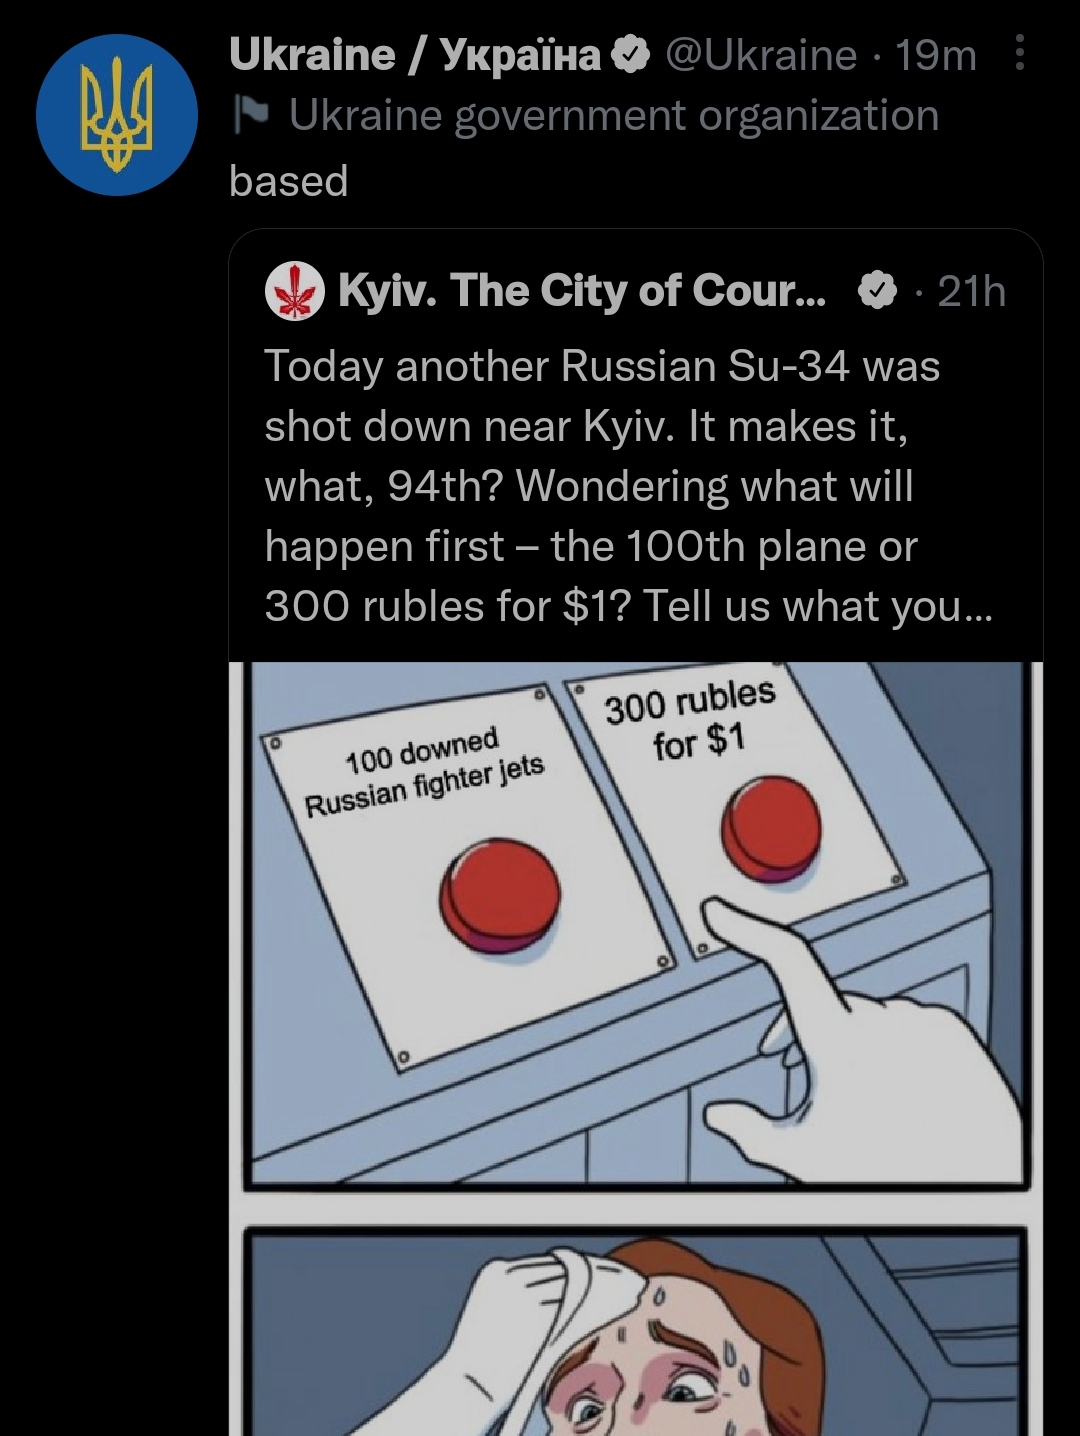 Ukraine / Україна @Ukraine · 19m
Ukraine government organization
based
Kyiv. The City of Cour... · 21h
Today another Russian Su-34 was
shot down near Kyiv. It makes it,
what, 94th? Wondering what will
happen first – the 100th plane or
300 rubles for $1? Tell us what you...
100 downed
Russian fighter jets
300 rubles
for $1